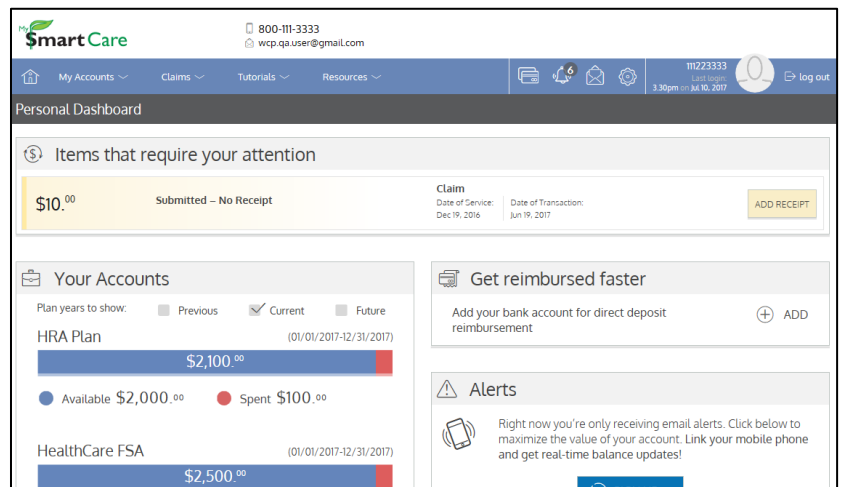 My SmartCare
800-111-3333
wcp.qa.user@gmail.com
My Accounts
Claims
Tutorials
Resources
6
111223333
Last login:
3.30pm on Jul 10, 2017
log out
Personal Dashboard
Items that require your attention
$10.00
Submitted – No Receipt
Claim
Date of Service:
Dec 19, 2016
Date of Transaction:
Jun 19, 2017
ADD RECEIPT
Your Accounts
Plan years to show:
Previous
Current
Future
HRA Plan
(01/01/2017-12/31/2017)
$2,100.00
Available $2,000.00
Spent $100.00
HealthCare FSA
(01/01/2017-12/31/2017)
$2,500.00
Get reimbursed faster
Add your bank account for direct deposit
reimbursement
ADD
Alerts
Right now you're only receiving email alerts. Click below to
maximize the value of your account. Link your mobile phone
and get real-time balance updates!